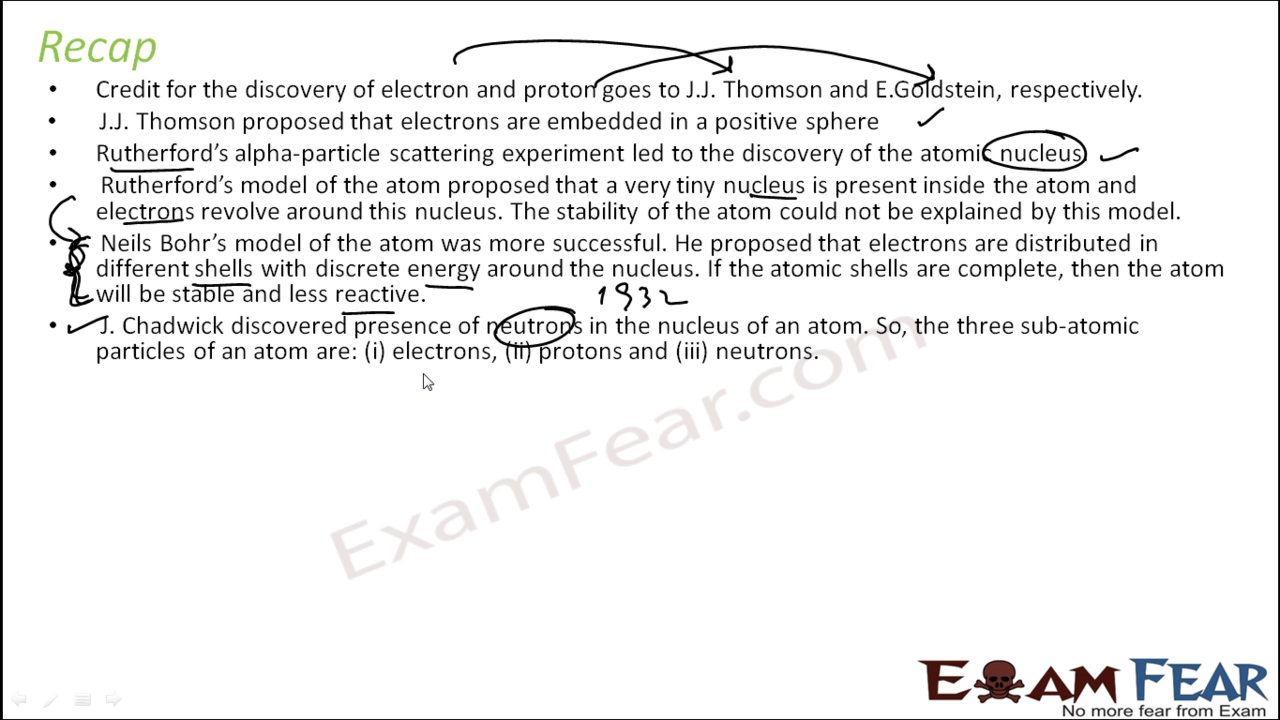 Recap
• Credit for the discovery of electron and proton goes to J.J. Thomson and E.Goldstein, respectively.
• J.J. Thomson proposed that electrons are embedded in a positive sphere
• Rutherford's alpha-particle scattering experiment led to the discovery of the atomic nucleus.
• Rutherford's model of the atom proposed that a very tiny nucleus is present inside the atom and
electrons revolve around this nucleus. The stability of the atom could not be explained by this model.
• Neils Bohr's model of the atom was more successful. He proposed that electrons are distributed in
different shells with discrete energy around the nucleus. If the atomic shells are complete, then the atom
will be stable and less reactive.
1932
• J. Chadwick discovered presence of neutrons in the nucleus of an atom. So, the three sub-atomic
particles of an atom are: (i) electrons, (ii) protons and (iii) neutrons.
ExamFear.com
EXAM FEAR
No more fear from Exam